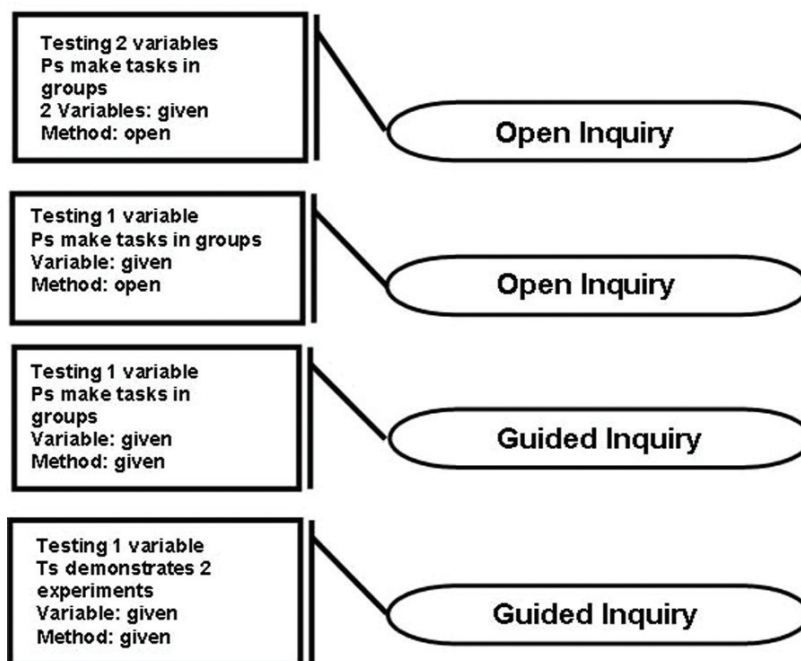 Testing 2 variables
Ps make tasks in
groups
2 Variables: given
Method: open
Open Inquiry
Testing 1 variable
Ps make tasks in groups
Variable: given
Method: open
Open Inquiry
Testing 1 variable
Ps make tasks in
groups
Variable: given
Method: given
Guided Inquiry
Testing 1 variable
Ts demonstrates 2
experiments
Variable: given
Method: given
Guided Inquiry